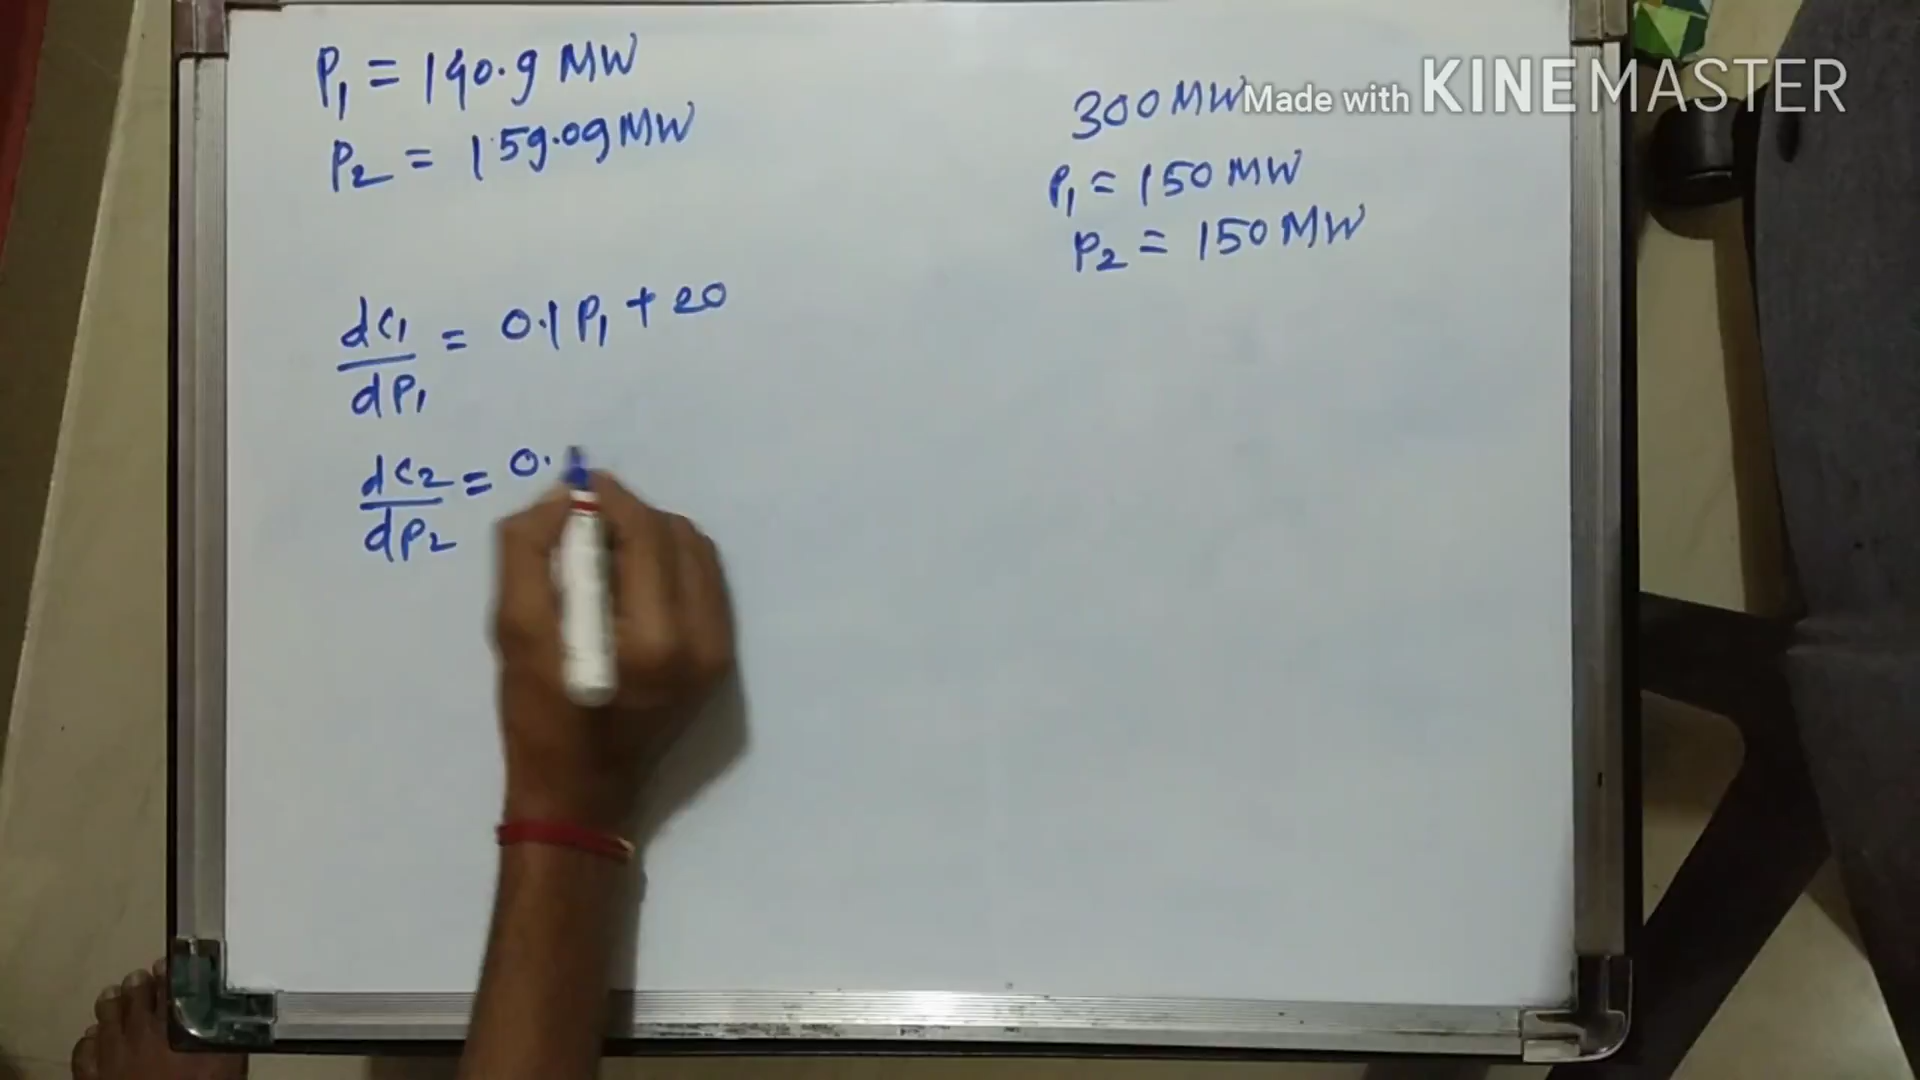 P1 = 140.9 MW
P2 = 159.09 MW
300 MW
Made with KINEMASTER
P1 = 150 MW
P2 = 150 MW
dC1/dP1 = 0.1 P1 + 20
dC2/dP2 = 0.